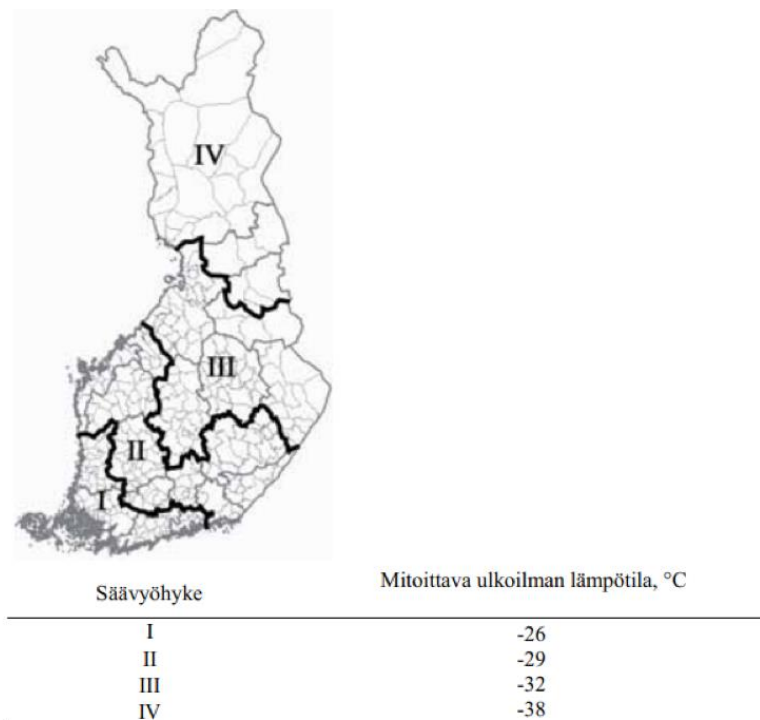 IV
III
II
I
Säävyöhyke Mitoittava ulkoilman lämpötila, °C
I -26
II -29
III -32
IV -38